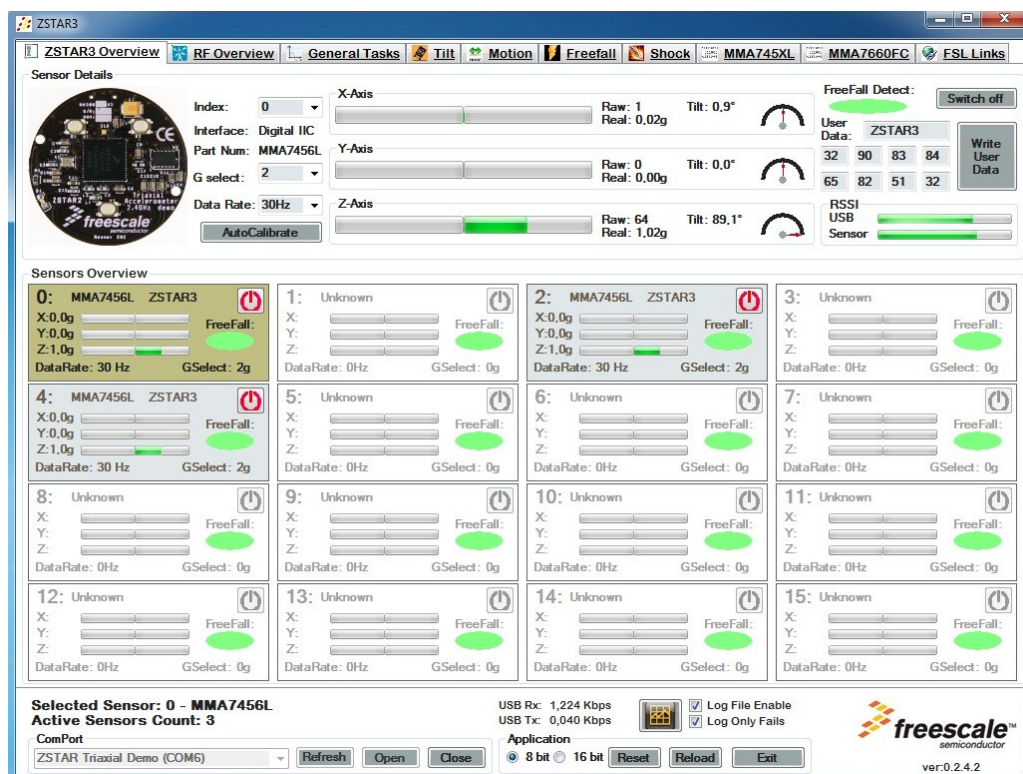 ZSTAR3
ZSTAR3 Overview RF Overview General Tasks Tilt Motion Freefall Shock MMA745XL MMA7660FC FSL Links
Sensor Details
Index: 0
Interface: Digital IIC
Part Num: MMA7456L
G select: 2
Data Rate: 30Hz
AutoCalibrate
ZSTAR2
Triaxial
Accelerometer
2.4GHz demo
freescale
semiconductor
X-Axis
Raw: 1 Tilt: 0,9°
Real: 0,02g
Y-Axis
Raw: 0 Tilt: 0,0°
Real: 0,00g
Z-Axis
Raw: 64 Tilt: 89,1°
Real: 1,02g
FreeFall Detect:
Switch off
User Data: ZSTAR3
32 90 83 84
65 82 51 32
Write User Data
RSSI
USB
Sensor
Sensors Overview
0: MMA7456L ZSTAR3
X:0,0g
Y:0,0g
Z:1,0g
FreeFall:
DataRate: 30 Hz GSelect: 2g
1: Unknown
X:
Y:
Z:
FreeFall:
DataRate: 0Hz GSelect: 0g
2: MMA7456L ZSTAR3
X:0,0g
Y:0,0g
Z:1,0g
FreeFall:
DataRate: 30 Hz GSelect: 2g
3: Unknown
X:
Y:
Z:
FreeFall:
DataRate: 0Hz GSelect: 0g
4: MMA7456L ZSTAR3
X:0,0g
Y:0,0g
Z:1,0g
FreeFall:
DataRate: 30 Hz GSelect: 2g
5: Unknown
X:
Y:
Z:
FreeFall:
DataRate: 0Hz GSelect: 0g
6: Unknown
X:
Y:
Z:
FreeFall:
DataRate: 0Hz GSelect: 0g
7: Unknown
X:
Y:
Z:
FreeFall:
DataRate: 0Hz GSelect: 0g
8: Unknown
X:
Y:
Z:
FreeFall:
DataRate: 0Hz GSelect: 0g
9: Unknown
X:
Y:
Z:
FreeFall:
DataRate: 0Hz GSelect: 0g
10: Unknown
X:
Y:
Z:
FreeFall:
DataRate: 0Hz GSelect: 0g
11: Unknown
X:
Y:
Z:
FreeFall:
DataRate: 0Hz GSelect: 0g
12: Unknown
X:
Y:
Z:
FreeFall:
DataRate: 0Hz GSelect: 0g
13: Unknown
X:
Y:
Z:
FreeFall:
DataRate: 0Hz GSelect: 0g
14: Unknown
X:
Y:
Z:
FreeFall:
DataRate: 0Hz GSelect: 0g
15: Unknown
X:
Y:
Z:
FreeFall:
DataRate: 0Hz GSelect: 0g
Selected Sensor: 0 - MMA7456L
Active Sensors Count: 3
ComPort
ZSTAR Triaxial Demo (COM6) Refresh Open Close
USB Rx: 1,224 Kbps
USB Tx: 0,040 Kbps
Log File Enable
Log Only Fails
Application
8 bit 16 bit Reset Reload Exit
freescale™
semiconductor
ver:0.2.4.2